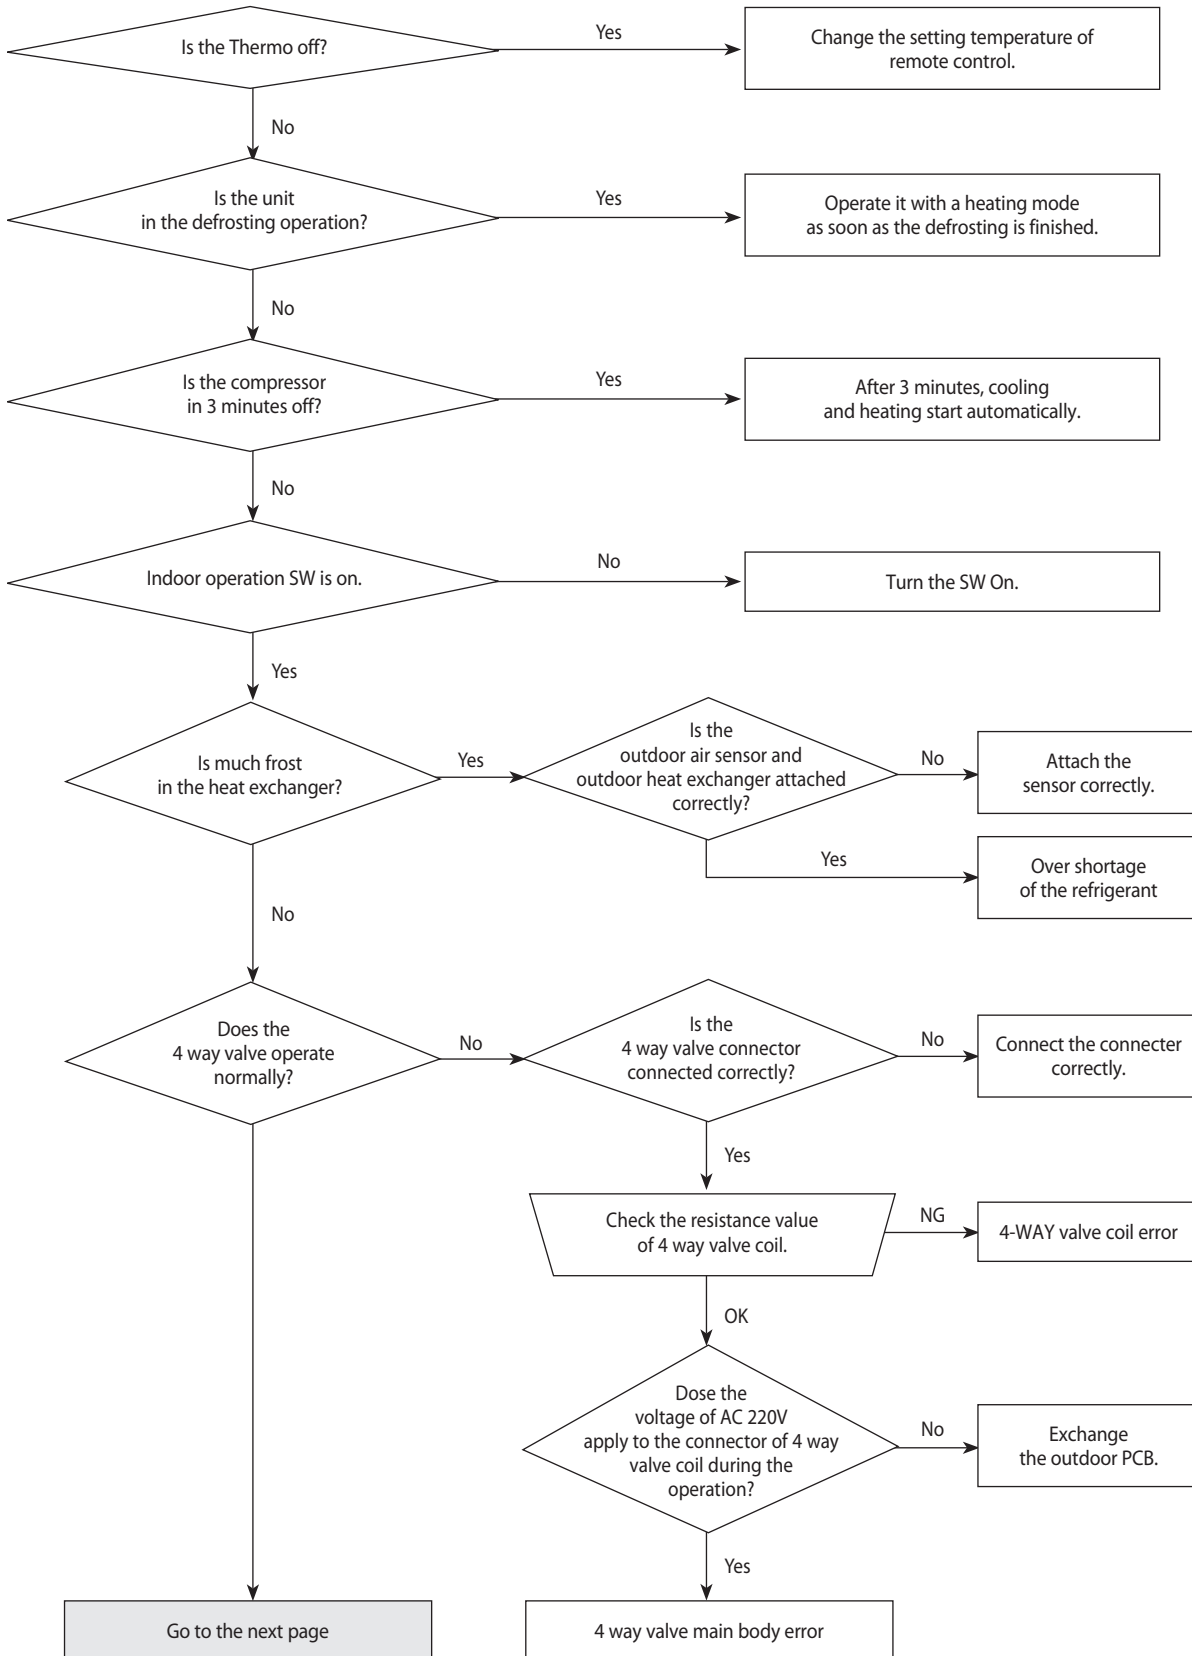 Is the Thermo off?
Yes
Change the setting temperature of
remote control.
No
Is the unit
in the defrosting operation?
Yes
Operate it with a heating mode
as soon as the defrosting is finished.
No
Is the compressor
in 3 minutes off?
Yes
After 3 minutes, cooling
and heating start automatically.
No
Indoor operation SW is on.
No
Turn the SW On.
Yes
Is much frost
in the heat exchanger?
Yes
Is the
outdoor air sensor and
outdoor heat exchanger attached
correctly?
No
Attach the
sensor correctly.
Yes
Over shortage
of the refrigerant
No
Does the
4 way valve operate
normally?
No
Is the
4 way valve connector
connected correctly?
No
Connect the connecter
correctly.
Yes
Check the resistance value
of 4 way valve coil.
NG
4-WAY valve coil error
OK
Dose the
voltage of AC 220V
apply to the connector of 4 way
valve coil during the
operation?
No
Exchange
the outdoor PCB.
Yes
Go to the next page
4 way valve main body error